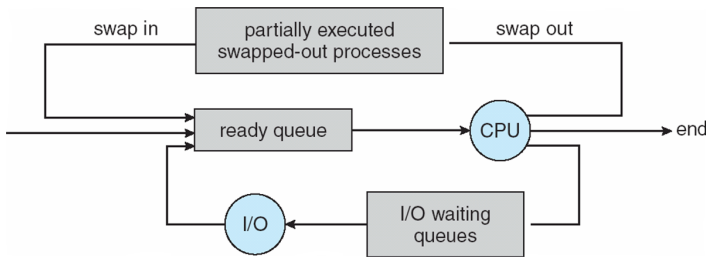 swap in
partially executed
swapped-out processes
swap out
ready queue
CPU
end
I/O
I/O waiting
queues